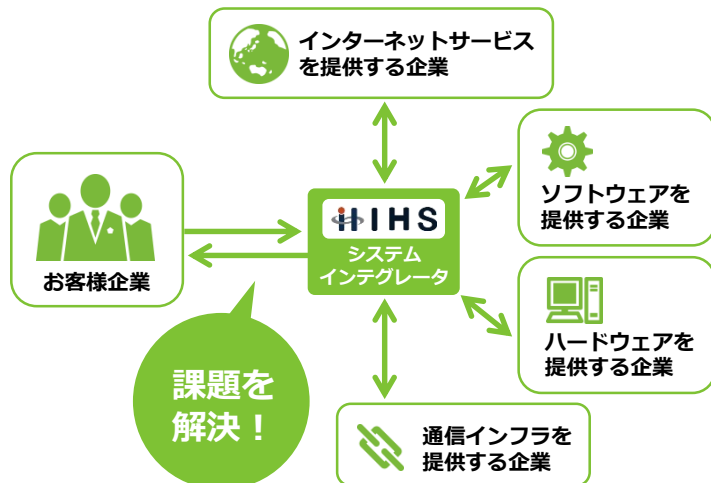 インターネットサービス
を提供する企業
ソフトウェアを
提供する企業
お客様企業
IHS
システム
インテグレータ
ハードウェアを
提供する企業
課題を
解決！
通信インフラを
提供する企業